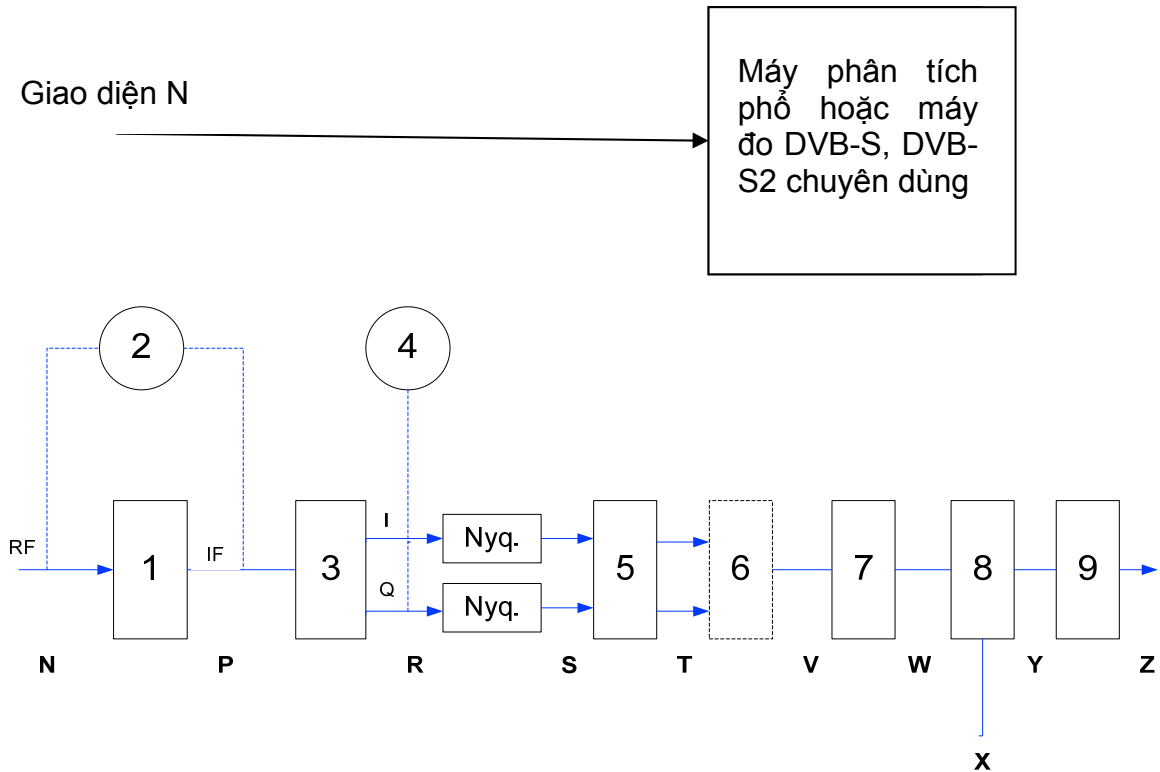 Giao diện N
Máy phân tích
phổ hoặc máy
đo DVB-S, DVB-
S2 chuyên dùng
2
4
RF
1
IF
3
I
Q
Nyq.
Nyq.
5
6
7
8
9
N P R S T V W Y Z
X